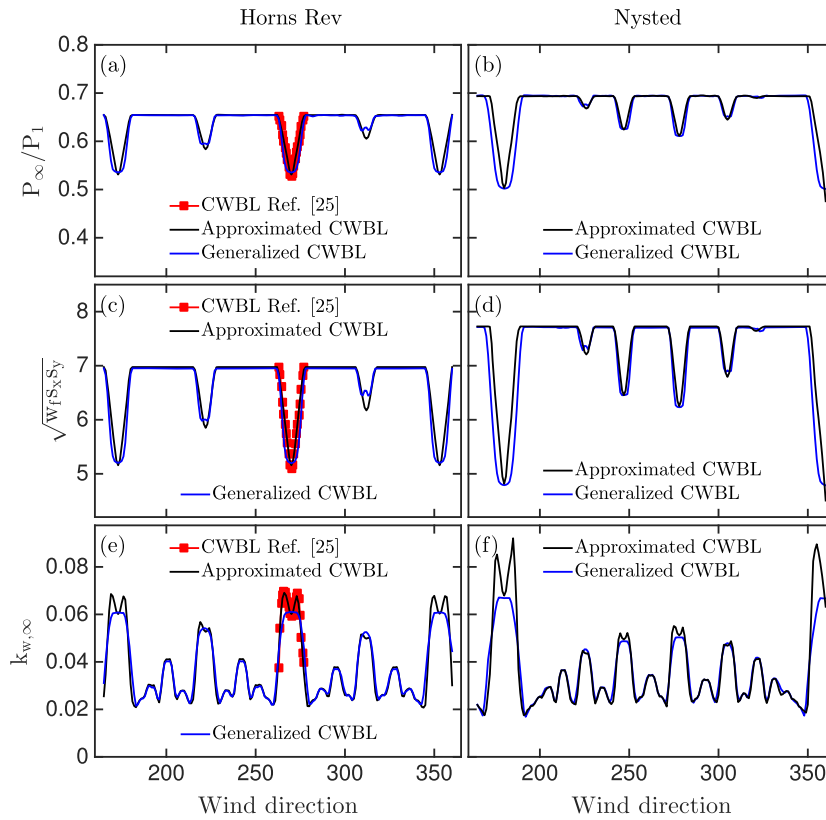 Horns Rev
Nysted
(a)
(b)
0.8
0.7
0.6
0.5
0.4
P∞/P1
CWBL Ref. [25]
Approximated CWBL
Generalized CWBL
Approximated CWBL
Generalized CWBL
(c)
(d)
8
7
6
5
√wfsxsy
CWBL Ref. [25]
Approximated CWBL
Generalized CWBL
Approximated CWBL
Generalized CWBL
(e)
(f)
0.08
0.06
0.04
0.02
0
kw,∞
CWBL Ref. [25]
Approximated CWBL
Generalized CWBL
Approximated CWBL
Generalized CWBL
200 250 300 350
200 250 300 350
Wind direction
Wind direction